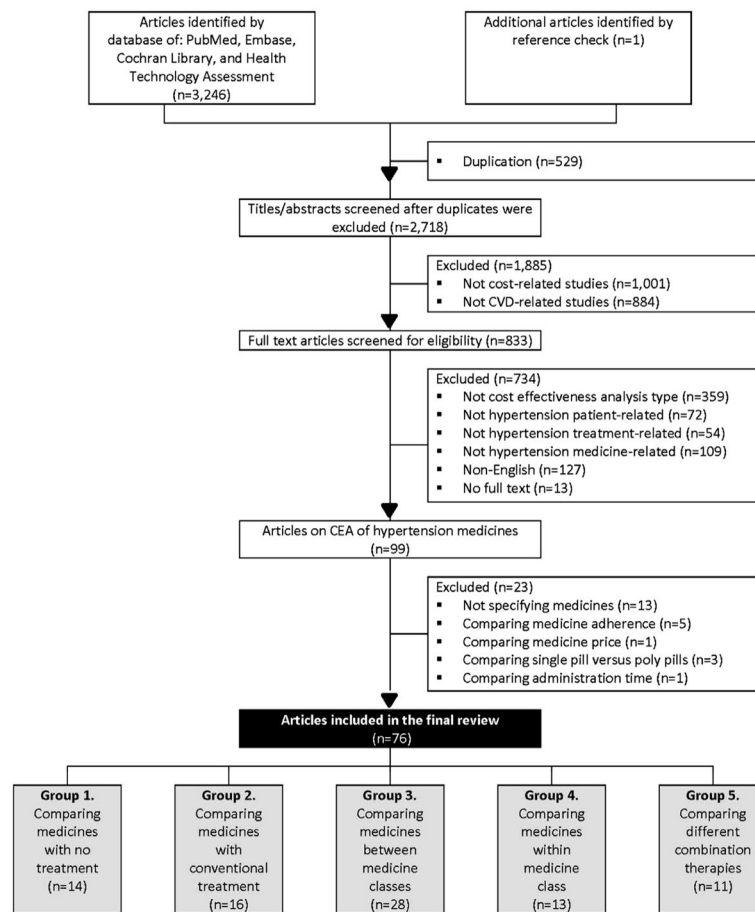 Articles identified by
database of: PubMed, Embase,
Cochran Library, and Health
Technology Assessment
(n=3,246)
Additional articles identified by
reference check (n=1)
▪ Duplication (n=529)
Titles/abstracts screened after duplicates were
excluded (n=2,718)
Excluded (n=1,885)
▪ Not cost-related studies (n=1,001)
▪ Not CVD-related studies (n=884)
Full text articles screened for eligibility (n=833)
Excluded (n=734)
▪ Not cost effectiveness analysis type (n=359)
▪ Not hypertension patient-related (n=72)
▪ Not hypertension treatment-related (n=54)
▪ Not hypertension medicine-related (n=109)
▪ Non-English (n=127)
▪ No full text (n=13)
Articles on CEA of hypertension medicines
(n=99)
Excluded (n=23)
▪ Not specifying medicines (n=13)
▪ Comparing medicine adherence (n=5)
▪ Comparing medicine price (n=1)
▪ Comparing single pill versus poly pills (n=3)
▪ Comparing administration time (n=1)
Articles included in the final review
(n=76)
Group 1.
Comparing
medicines
with no
treatment
(n=14)
Group 2.
Comparing
medicines
with
conventional
treatment
(n=16)
Group 3.
Comparing
medicines
between
medicine
classes
(n=28)
Group 4.
Comparing
medicines
within
medicine
class
(n=13)
Group 5.
Comparing
different
combination
therapies
(n=11)